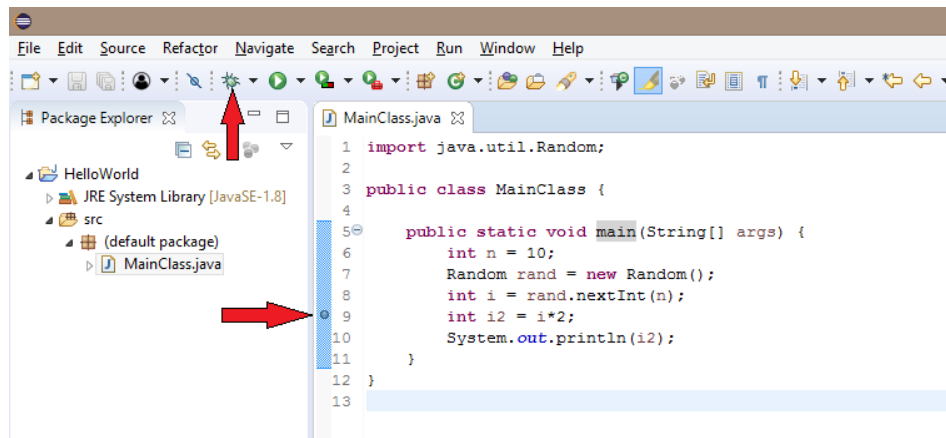 File Edit Source Refactor Navigate Search Project Run Window Help
Package Explorer
HelloWorld
JRE System Library [JavaSE-1.8]
src
(default package)
MainClass.java
MainClass.java
1 import java.util.Random;
2
3 public class MainClass {
4
5 public static void main(String[] args) {
6 int n = 10;
7 Random rand = new Random();
8 int i = rand.nextInt(n);
9 int i2 = i*2;
10 System.out.println(i2);
11 }
12 }
13